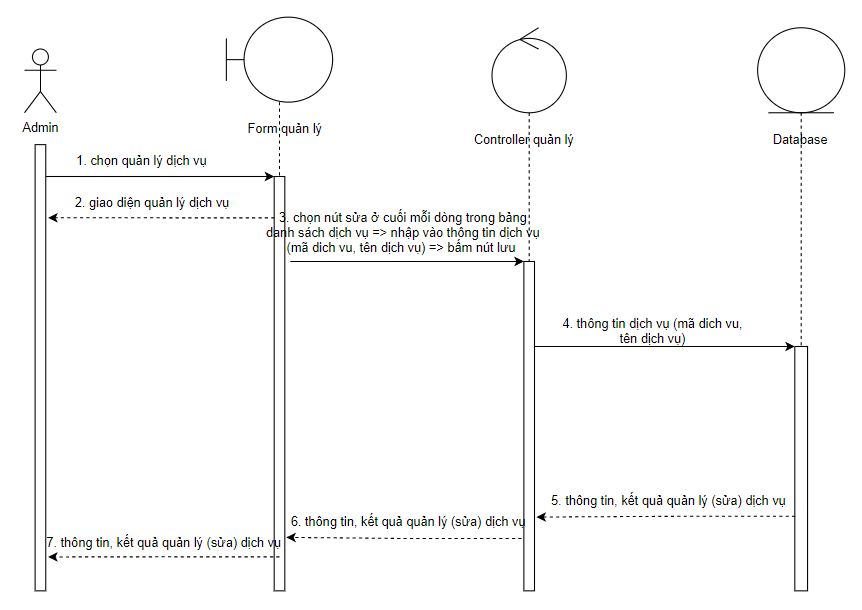 Admin
Form quản lý
Controller quản lý
Database
1. chọn quản lý dịch vụ
2. giao diện quản lý dịch vụ
3. chọn nút sửa ở cuối mỗi dòng trong bảng
danh sách dịch vụ => nhập vào thông tin dịch vụ
(mã dich vu, tên dịch vụ) => bấm nút lưu
4. thông tin dịch vụ (mã dich vu,
tên dịch vụ)
5. thông tin, kết quả quản lý (sửa) dịch vụ
6. thông tin, kết quả quản lý (sửa) dịch vụ
7. thông tin, kết quả quản lý (sửa) dịch vụ